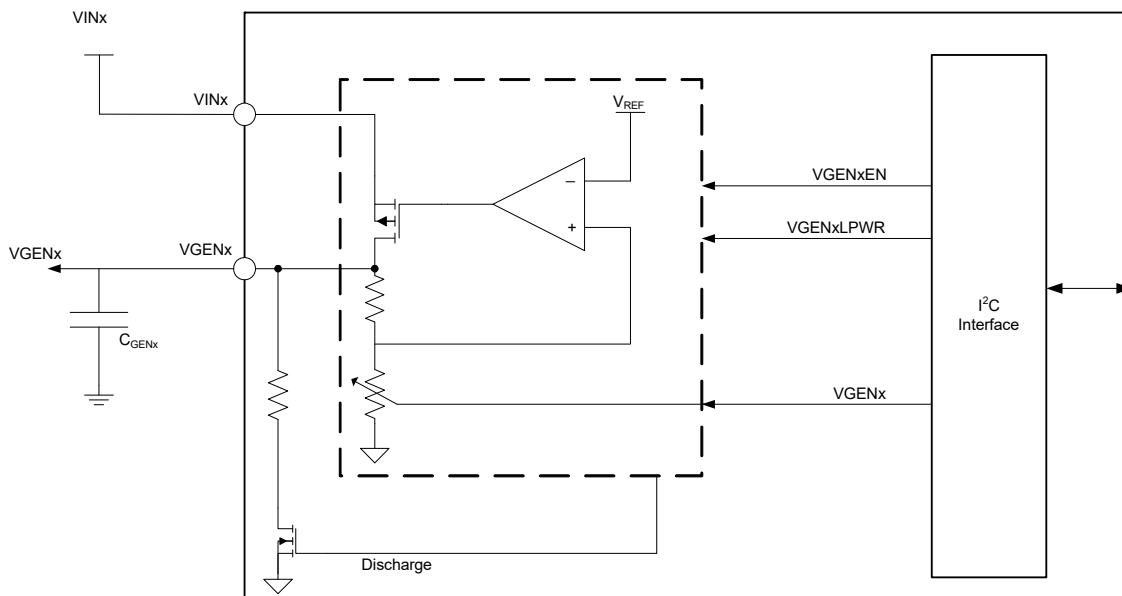 VINx
VINx
VREF
−
+
VGENxEN
VGENxLPWR
VGENx
VGENx
CGENx
I²C
Interface
VGENx
Discharge